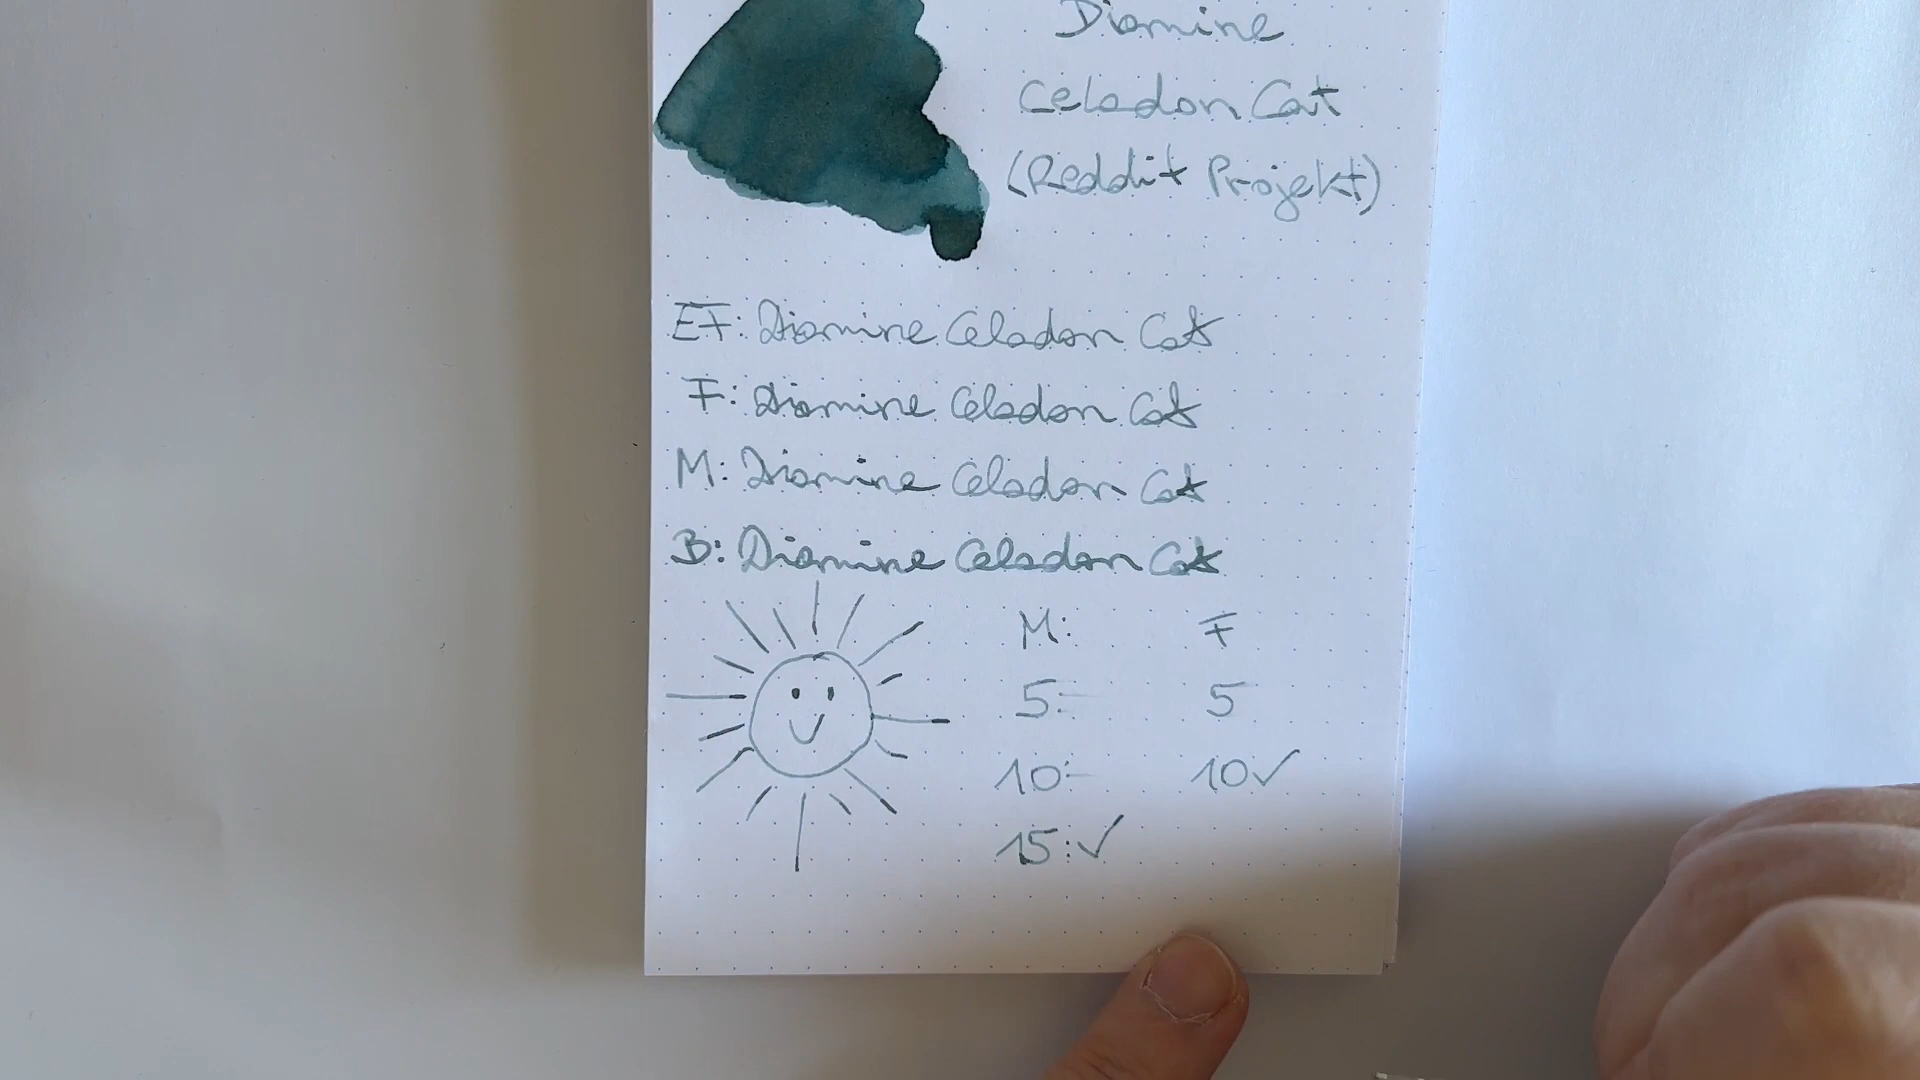 Diamine
Celadon Cat
(Reddit Projekt)
EF: Diamine Celadon Cat
F: Diamine Celadon Cat
M: Diamine Celadon Cat
B: Diamine Celadon Cat
M: F
5:- 5
10:- 10✓
15:✓